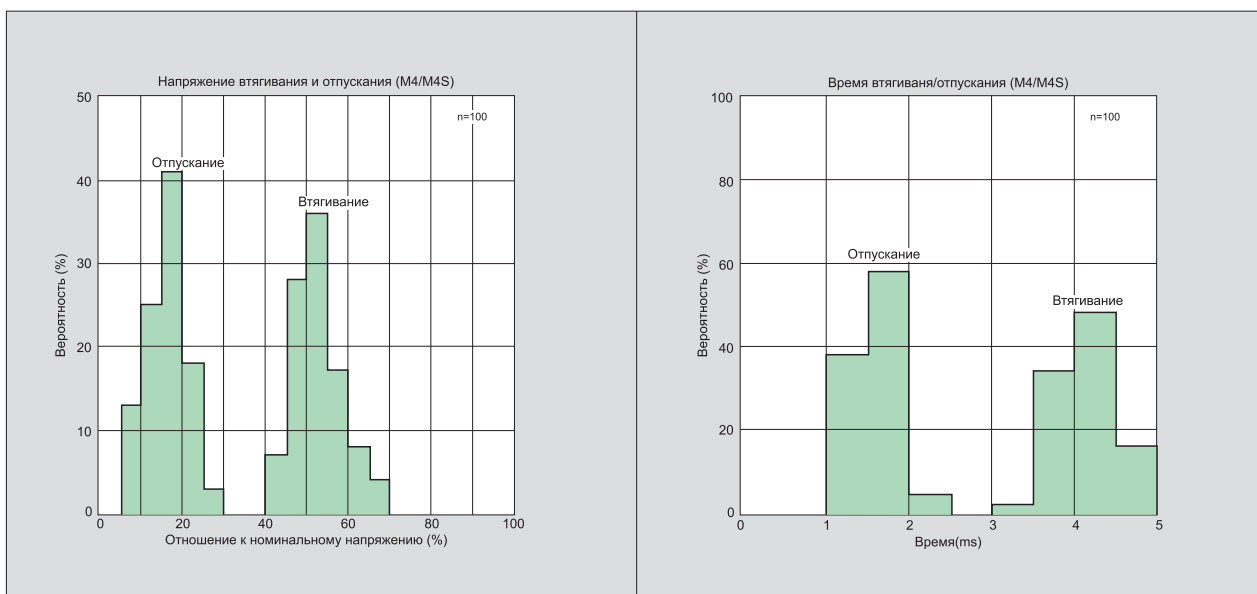 Напряжение втягивания и отпускания (M4/M4S)
50
40
30
20
10
0
n=100
Отпускание
Втягивание
Вероятность (%)
0
20
40
60
80
100
Отношение к номинальному напряжению (%)
Время втягиваня/отпускания (M4/M4S)
100
80
60
40
20
0
n=100
Отпускание
Втягивание
Вероятность (%)
0
1
2
3
4
5
Время(ms)